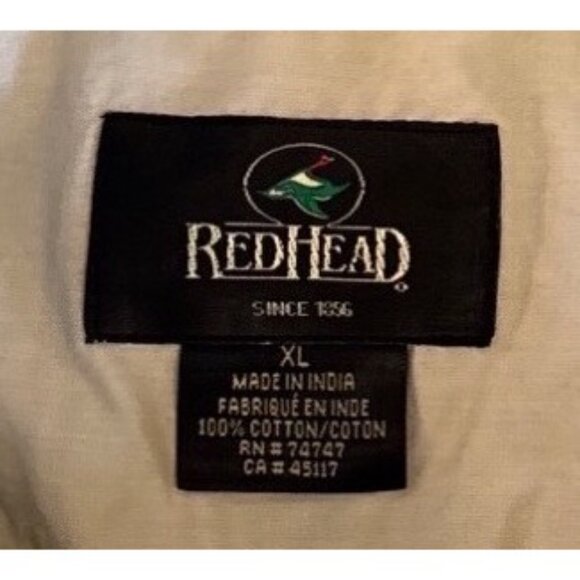 REDHEAD
SINCE 1856
XL
MADE IN INDIA
FABRIQUÉ EN INDE
100% COTTON/COTON
RN# 74747
CA# 45117